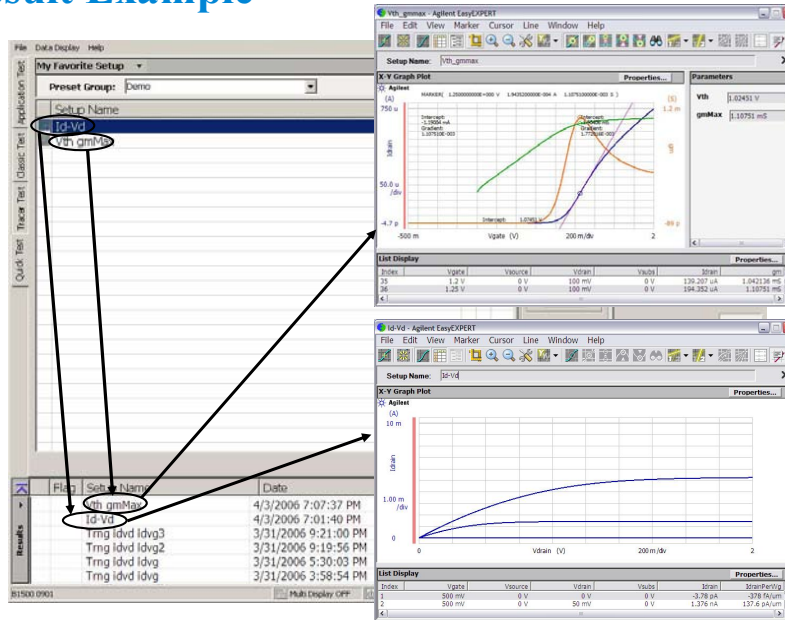 sult Example
File Data Display Help
My Favorite Setup
Preset Group: Demo
Setup Name
Id-Vd
Vth gmMax
Application Test
Classic Test
Tracer Test
Quick Test
Flag Setup Name Date
Vth gmMax 4/3/2006 7:07:37 PM
Id-Vd 4/3/2006 7:01:40 PM
Trng idvd idvg3 3/31/2006 9:21:00 PM
Trng idvd idvg2 3/31/2006 9:19:56 PM
Trng idvd idvg 3/31/2006 5:30:03 PM
Trng idvd idvg 3/31/2006 3:58:54 PM
Results
B1500 0901 Multi Display OFF
Vth_gmmax - Agilent EasyEXPERT
File Edit View Marker Cursor Line Window Help
Setup Name: Vth_gmmax
X-Y Graph Plot Properties... Parameters
Agilent
(A) (S)
750 u 1.2 m
Vth 1.02451 V
gmMax 1.10751 mS
Intercept:
Gradient:
1.107510E-003
Intercept:
Gradient:
Idrain
50.0 u
/div
Intercept:
-4.7 p
-500 m Vgate (V) 200 m/div 2
List Display Properties...
Index Vgate Vsource Vdrain Vsubs Idrain gm
35 1.2 V 0 V 100 mV 0 V 139.207 uA 1.042136 mS
36 1.25 V 0 V 100 mV 0 V 194.352 uA 1.10751 mS
Id-Vd - Agilent EasyEXPERT
File Edit View Marker Cursor Line Window Help
Setup Name: Id-Vd
X-Y Graph Plot Properties...
Agilent
(A)
10 m
Idrain
1.00 m
/div
0
0 Vdrain (V) 200 m/div 2
List Display Properties...
Index Vgate Vsource Vdrain Vsubs Idrain IdrainPerWg
1 500 mV 0 V 0 V 0 V -3.78 pA -378 fA/um
2 500 mV 0 V 50 mV 0 V 1.376 nA 137.6 pA/um